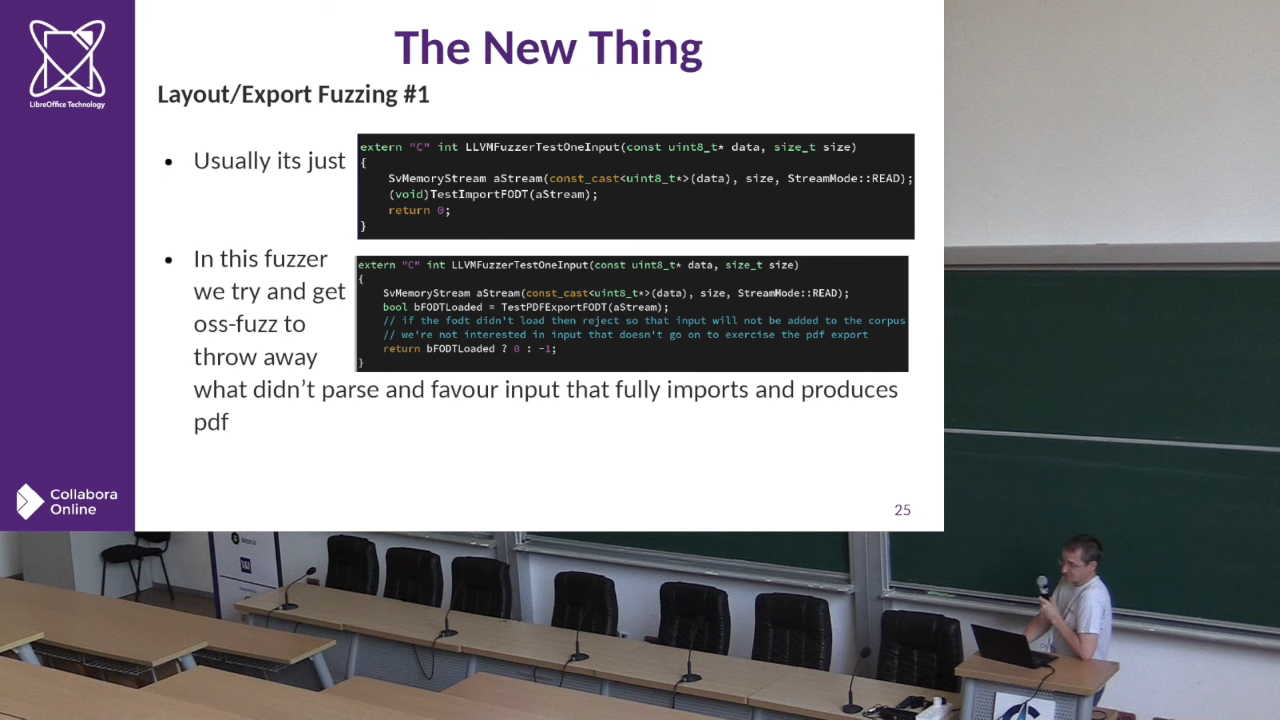 The New Thing
LibreOffice Technology
Layout/Export Fuzzing #1
Usually its just
extern "C" int LLVMFuzzerTestOneInput(const uint8_t* data, size_t size)
{
SvMemoryStream aStream(const_cast<uint8_t*>(data), size, StreamMode::READ);
(void)TestImportFODT(aStream);
return 0;
}
In this fuzzer
we try and get
oss-fuzz to
throw away
what didn’t parse and favour input that fully imports and produces
pdf
extern "C" int LLVMFuzzerTestOneInput(const uint8_t* data, size_t size)
{
SvMemoryStream aStream(const_cast<uint8_t*>(data), size, StreamMode::READ);
bool bFODTLoaded = TestPDFExportFODT(aStream);
// if the fodt didn't load then reject so that input will not be added to the corpus
// we're not interested in input that doesn't go on to exercise the pdf export
return bFODTLoaded ? 0 : -1;
}
Collabora
Online
25